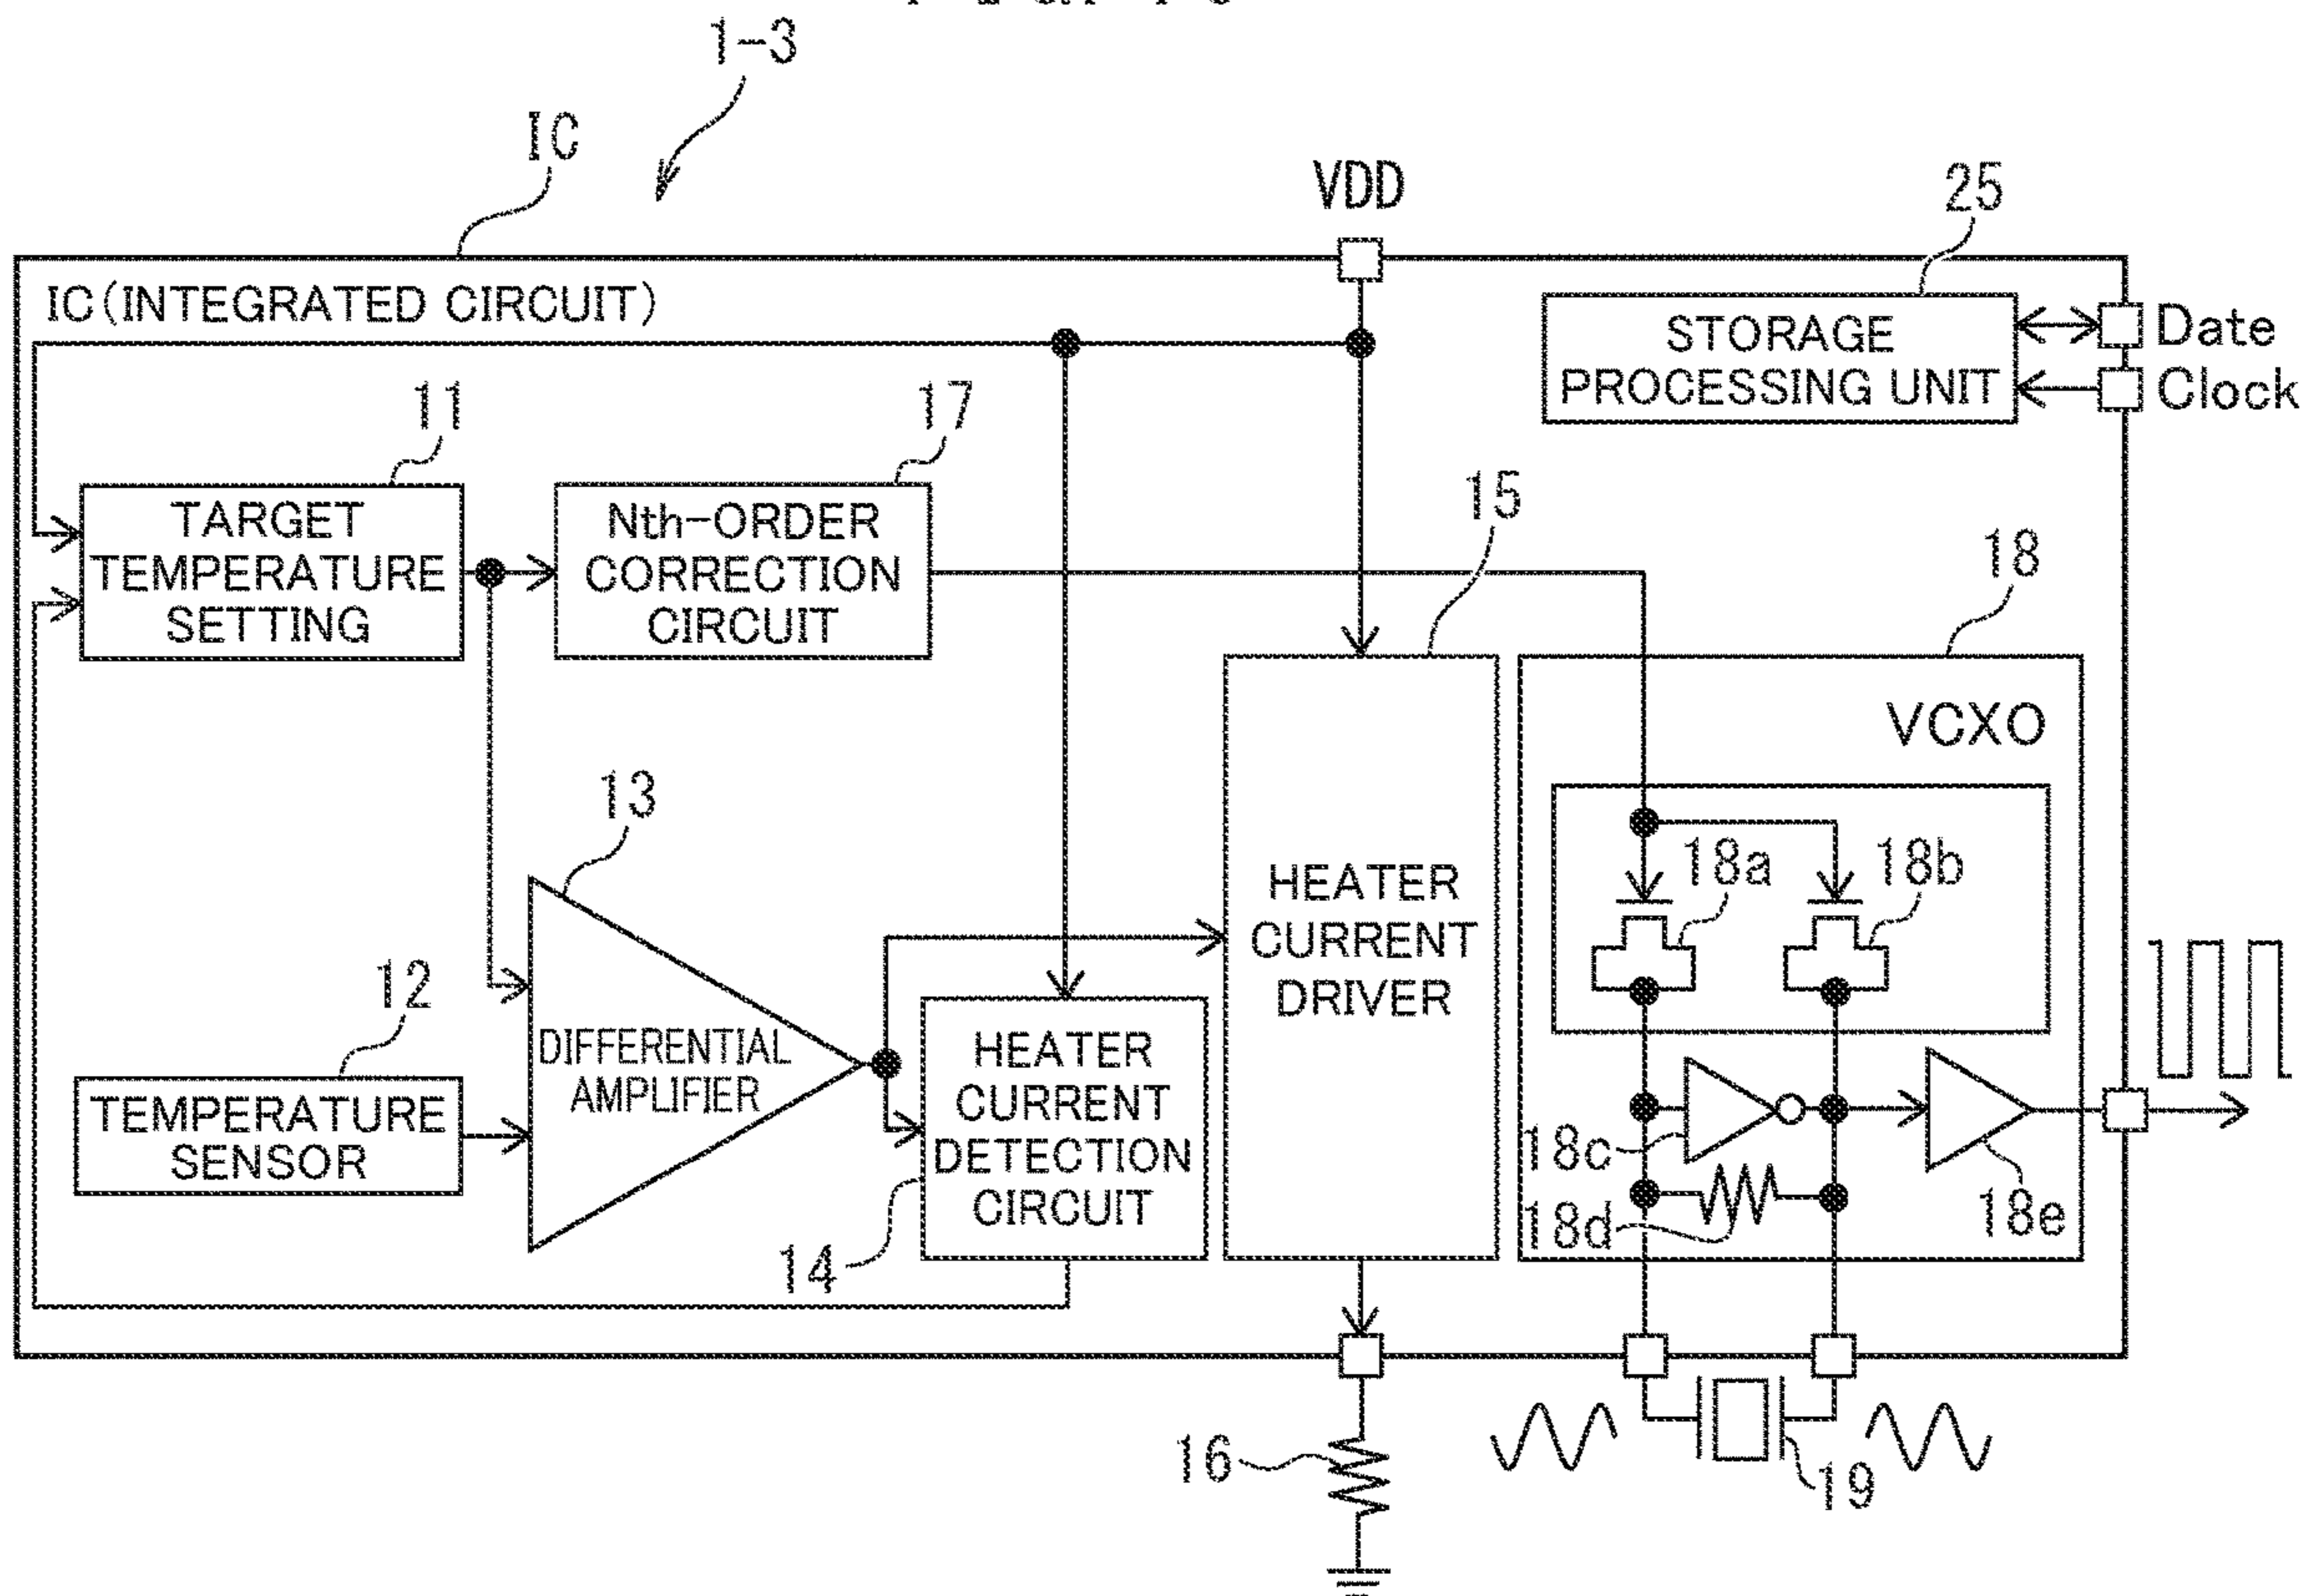 1-3
IC
VDD
25
IC(INTEGRATED CIRCUIT)
STORAGE
PROCESSING UNIT
Date
Clock
11
17
15
18
TARGET
TEMPERATURE
SETTING
Nth-ORDER
CORRECTION
CIRCUIT
VCXO
13
18a
18b
HEATER
CURRENT
DRIVER
12
DIFFERENTIAL
AMPLIFIER
HEATER
CURRENT
DETECTION
CIRCUIT
TEMPERATURE
SENSOR
18c
18d
18e
14
16
19